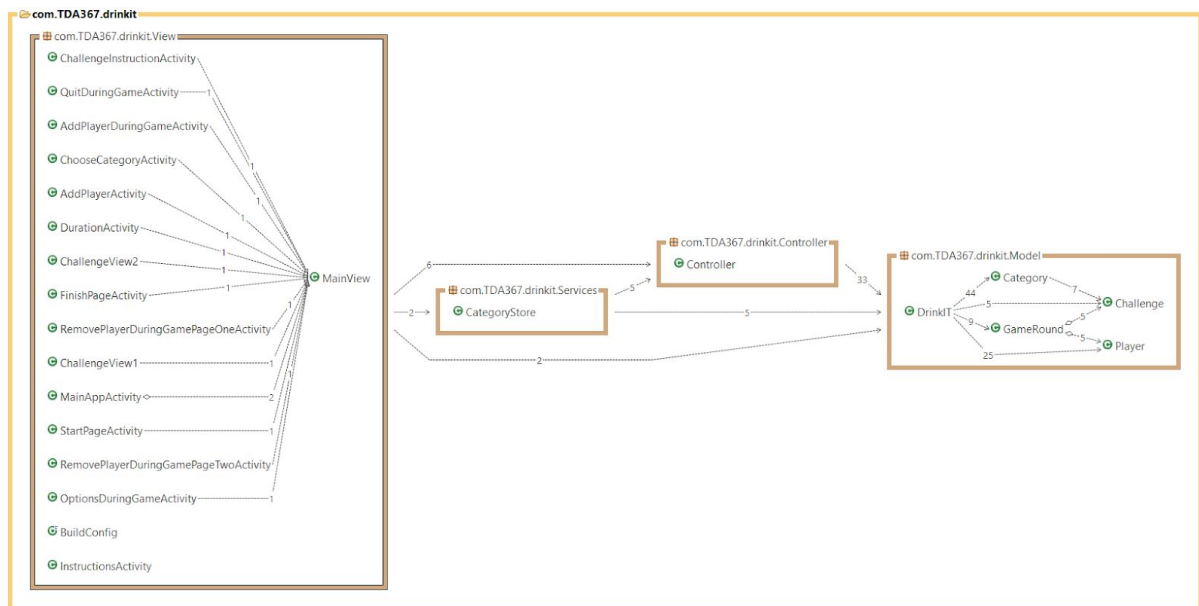 com.TDA367.drinkit
com.TDA367.drinkit.View
ChallengeInstructionActivity
QuitDuringGameActivity
1
AddPlayerDuringGameActivity
ChooseCategoryActivity
1
AddPlayerActivity
1
1
DurationActivity
1
1
ChallengeView2
1
MainView
FinishPageActivity
1
1
RemovePlayerDuringGamePageOneActivity
1
ChallengeView1
1
1
MainAppActivity
2
StartPageActivity
1
RemovePlayerDuringGamePageTwoActivity
OptionsDuringGameActivity
1
BuildConfig
InstructionsActivity
6
2
2
com.TDA367.drinkit.Services
CategoryStore
5
5
com.TDA367.drinkit.Controller
Controller
33
com.TDA367.drinkit.Model
Category
44
7
DrinkIT
5
Challenge
9
GameRound
5
5
Player
25